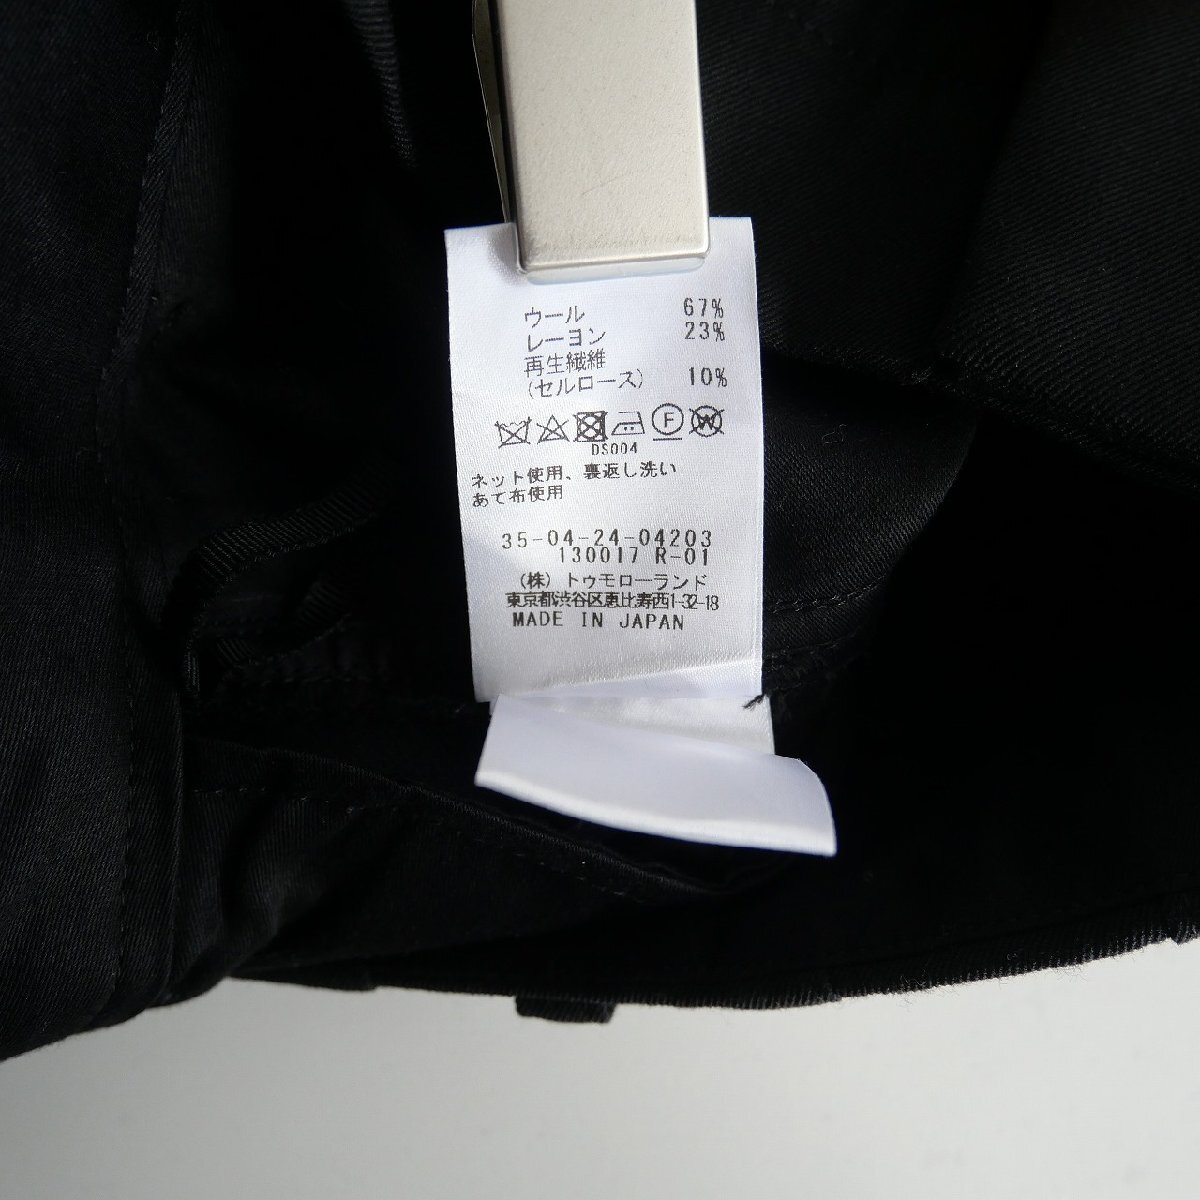 ウール 67%
レーヨン 23%
再生繊維
(セルロース) 10%
F W
DS004
ネット使用、裏返し洗い
あて布使用
35-04-24-04203
130017 R-01
(株) トゥモローランド
東京都渋谷区恵比寿西1-32-18
MADE IN JAPAN